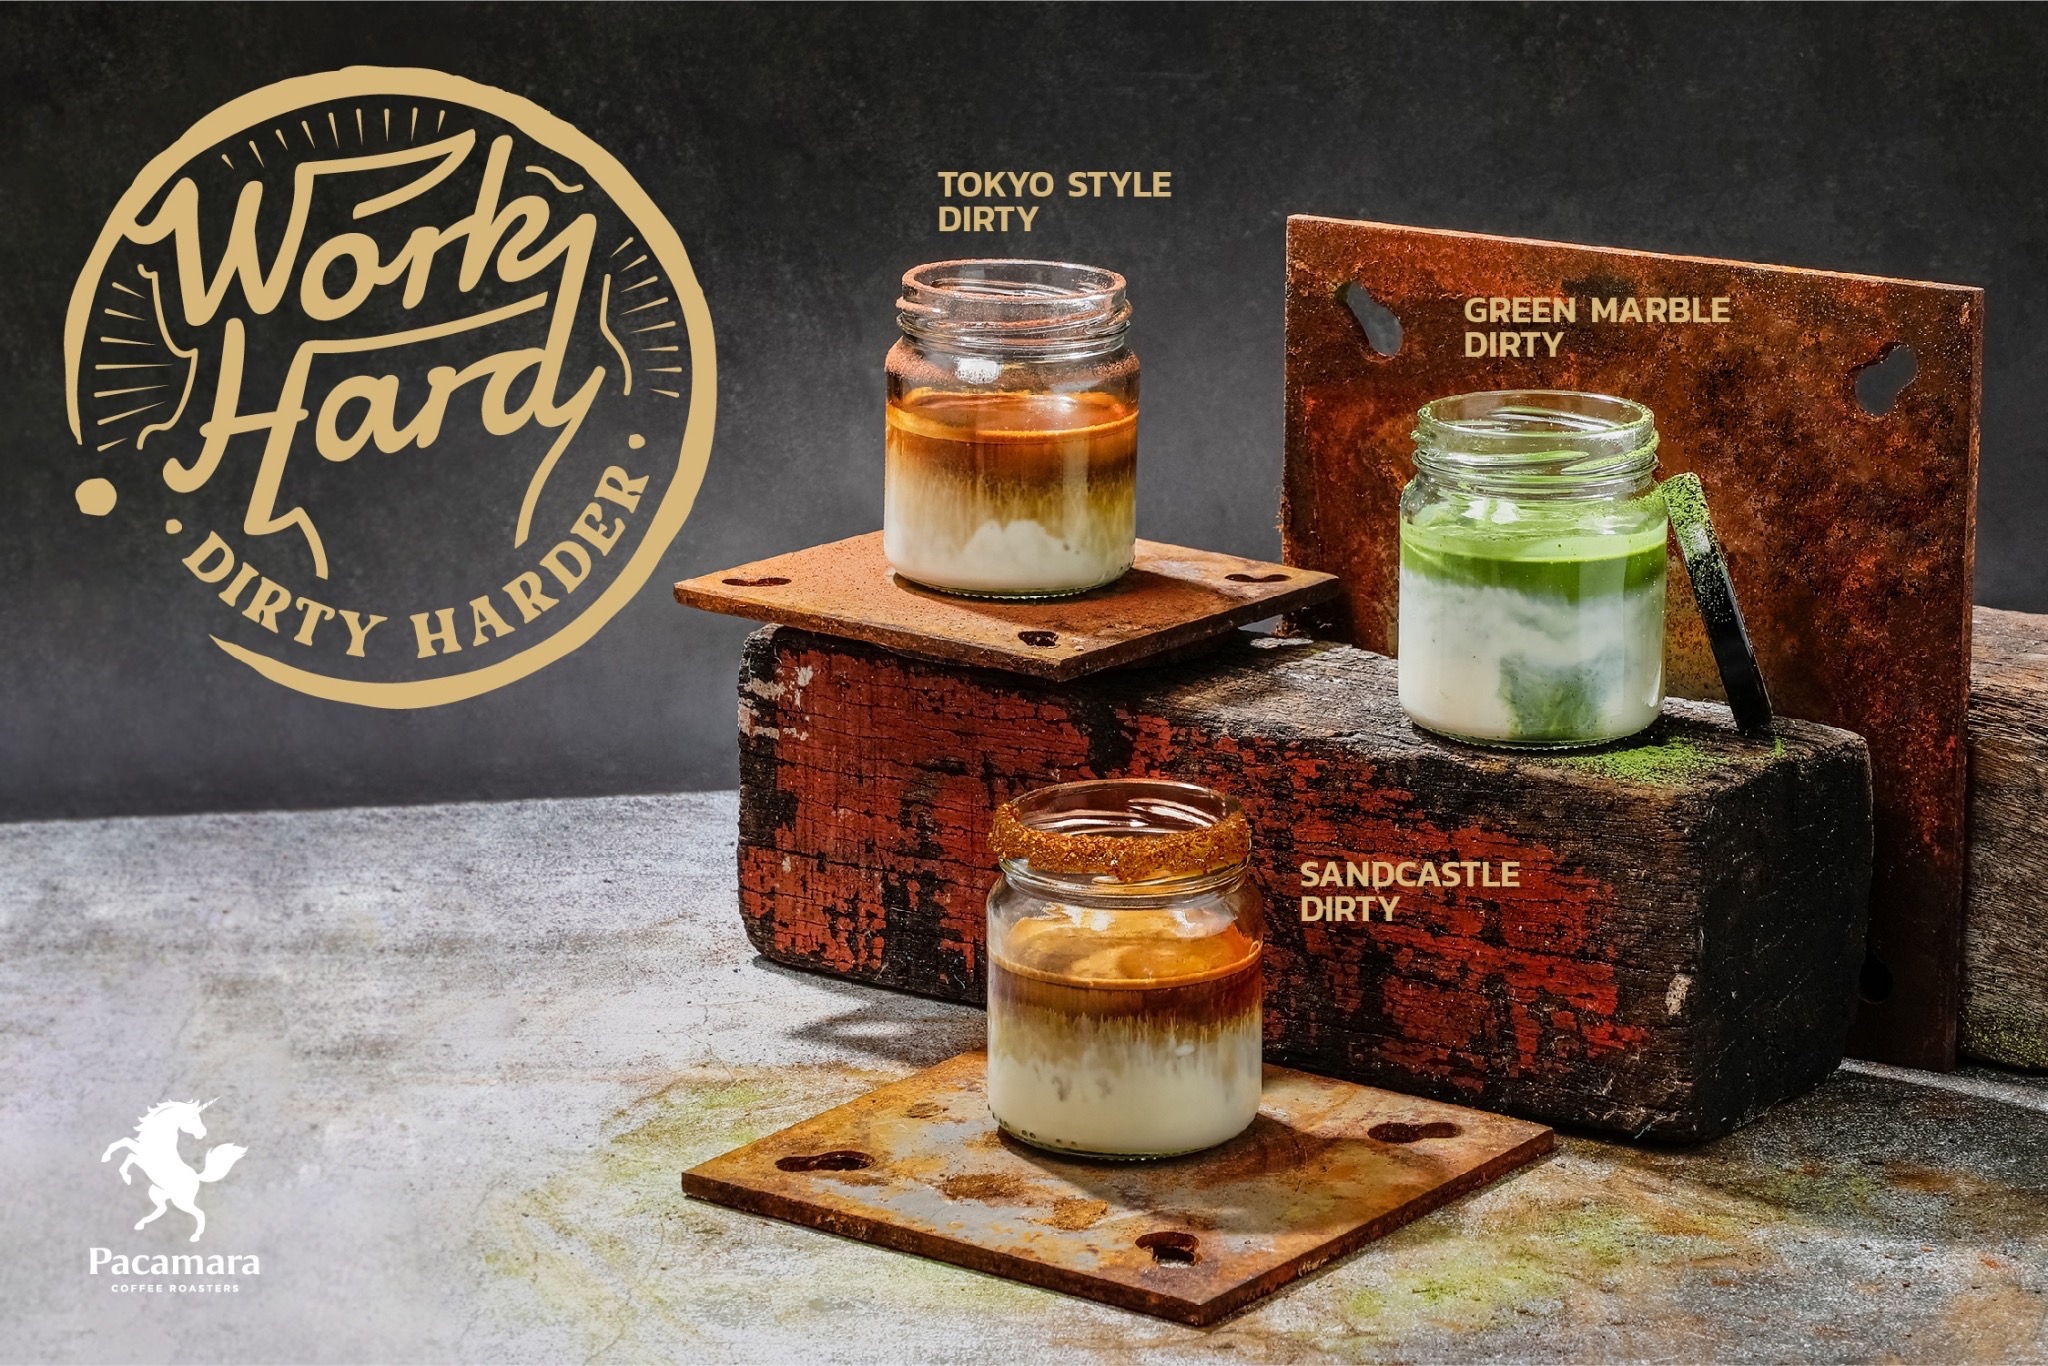 Work
Hard
• DIRTY HARDER •
TOKYO STYLE
DIRTY
GREEN MARBLE
DIRTY
SANDCASTLE
DIRTY
Pacamara
COFFEE ROASTERS